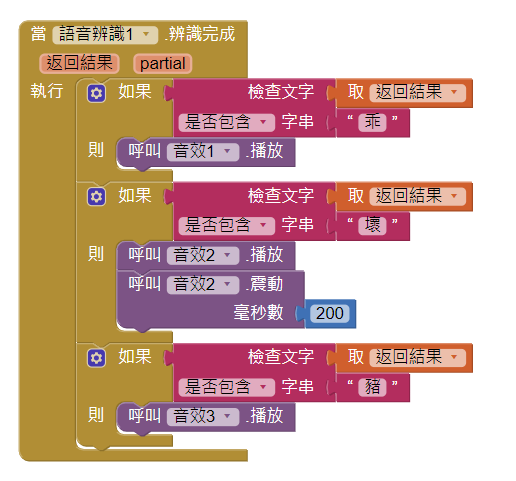 當 語音辨識1 .辨識完成
返回結果 partial
執行 如果 檢查文字 取 返回結果
是否包含 字串 “ 乖 ”
則 呼叫 音效1 .播放
如果 檢查文字 取 返回結果
是否包含 字串 “ 壞 ”
則 呼叫 音效2 .播放
呼叫 音效2 .震動
毫秒數 200
如果 檢查文字 取 返回結果
是否包含 字串 “ 豬 ”
則 呼叫 音效3 .播放